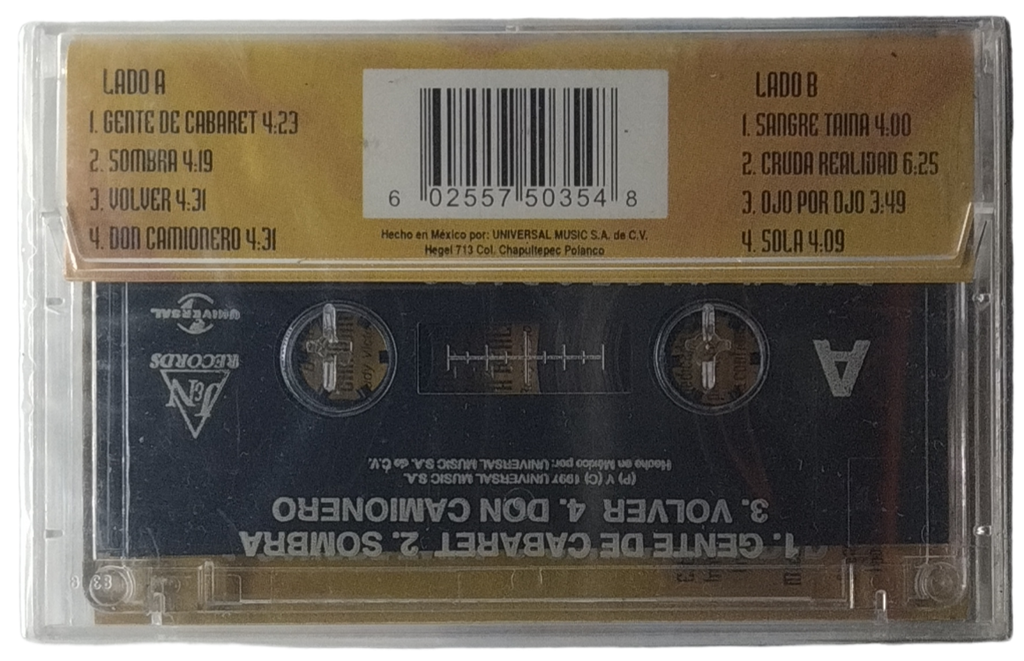 LADO A
1. GENTE DE CABARET 4:23
2. SOMBRA 4:19
3. VOLVER 4:31
4. DON CAMIONERO 4:31
6 02557 50354 8
Hecho en México por: UNIVERSAL MUSIC S.A. de C.V.
Hegel 713 Col. Chapultepec Polanco
LADO B
1. SANGRE TAINA 4:00
2. CRUDA REALIDAD 6:25
3. OJO POR OJO 3:49
4. SOLA 4:09
1. GENTE DE CABARET 2. SOMBRA
3. VOLVER 4. DON CAMIONERO
(P) Y (C) 1997 UNIVERSAL MUSIC S.A.
Hecho en México por: UNIVERSAL MUSIC S.A. de C.V.
A
DEN
RECORDS
UNIVERSAL